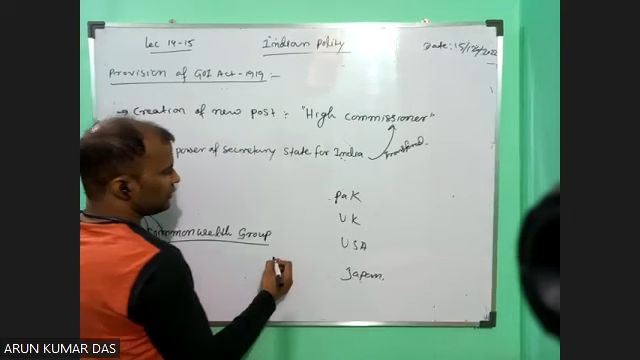 Lec 14-15
Indian Polity
Date: 15/12/2022
Provision of GOI Act-1919 :-
→ Creation of new post : "High commissioner"
power of secretary state for India
Pak
UK
Commonwealth Group
USA
Japan.
ARUN KUMAR DAS